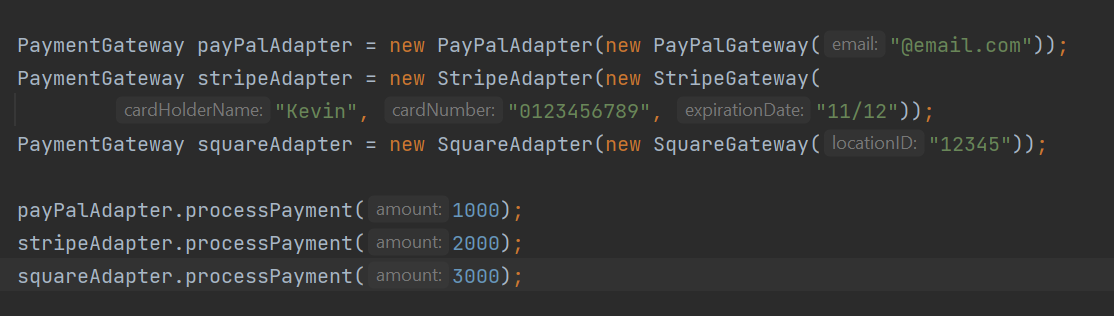 PaymentGateway payPalAdapter = new PayPalAdapter(new PayPalGateway( email: "@email.com"));
PaymentGateway stripeAdapter = new StripeAdapter(new StripeGateway(
cardHolderName: "Kevin", cardNumber: "0123456789", expirationDate: "11/12"));
PaymentGateway squareAdapter = new SquareAdapter(new SquareGateway( locationID: "12345"));
payPalAdapter.processPayment( amount: 1000);
stripeAdapter.processPayment( amount: 2000);
squareAdapter.processPayment( amount: 3000);